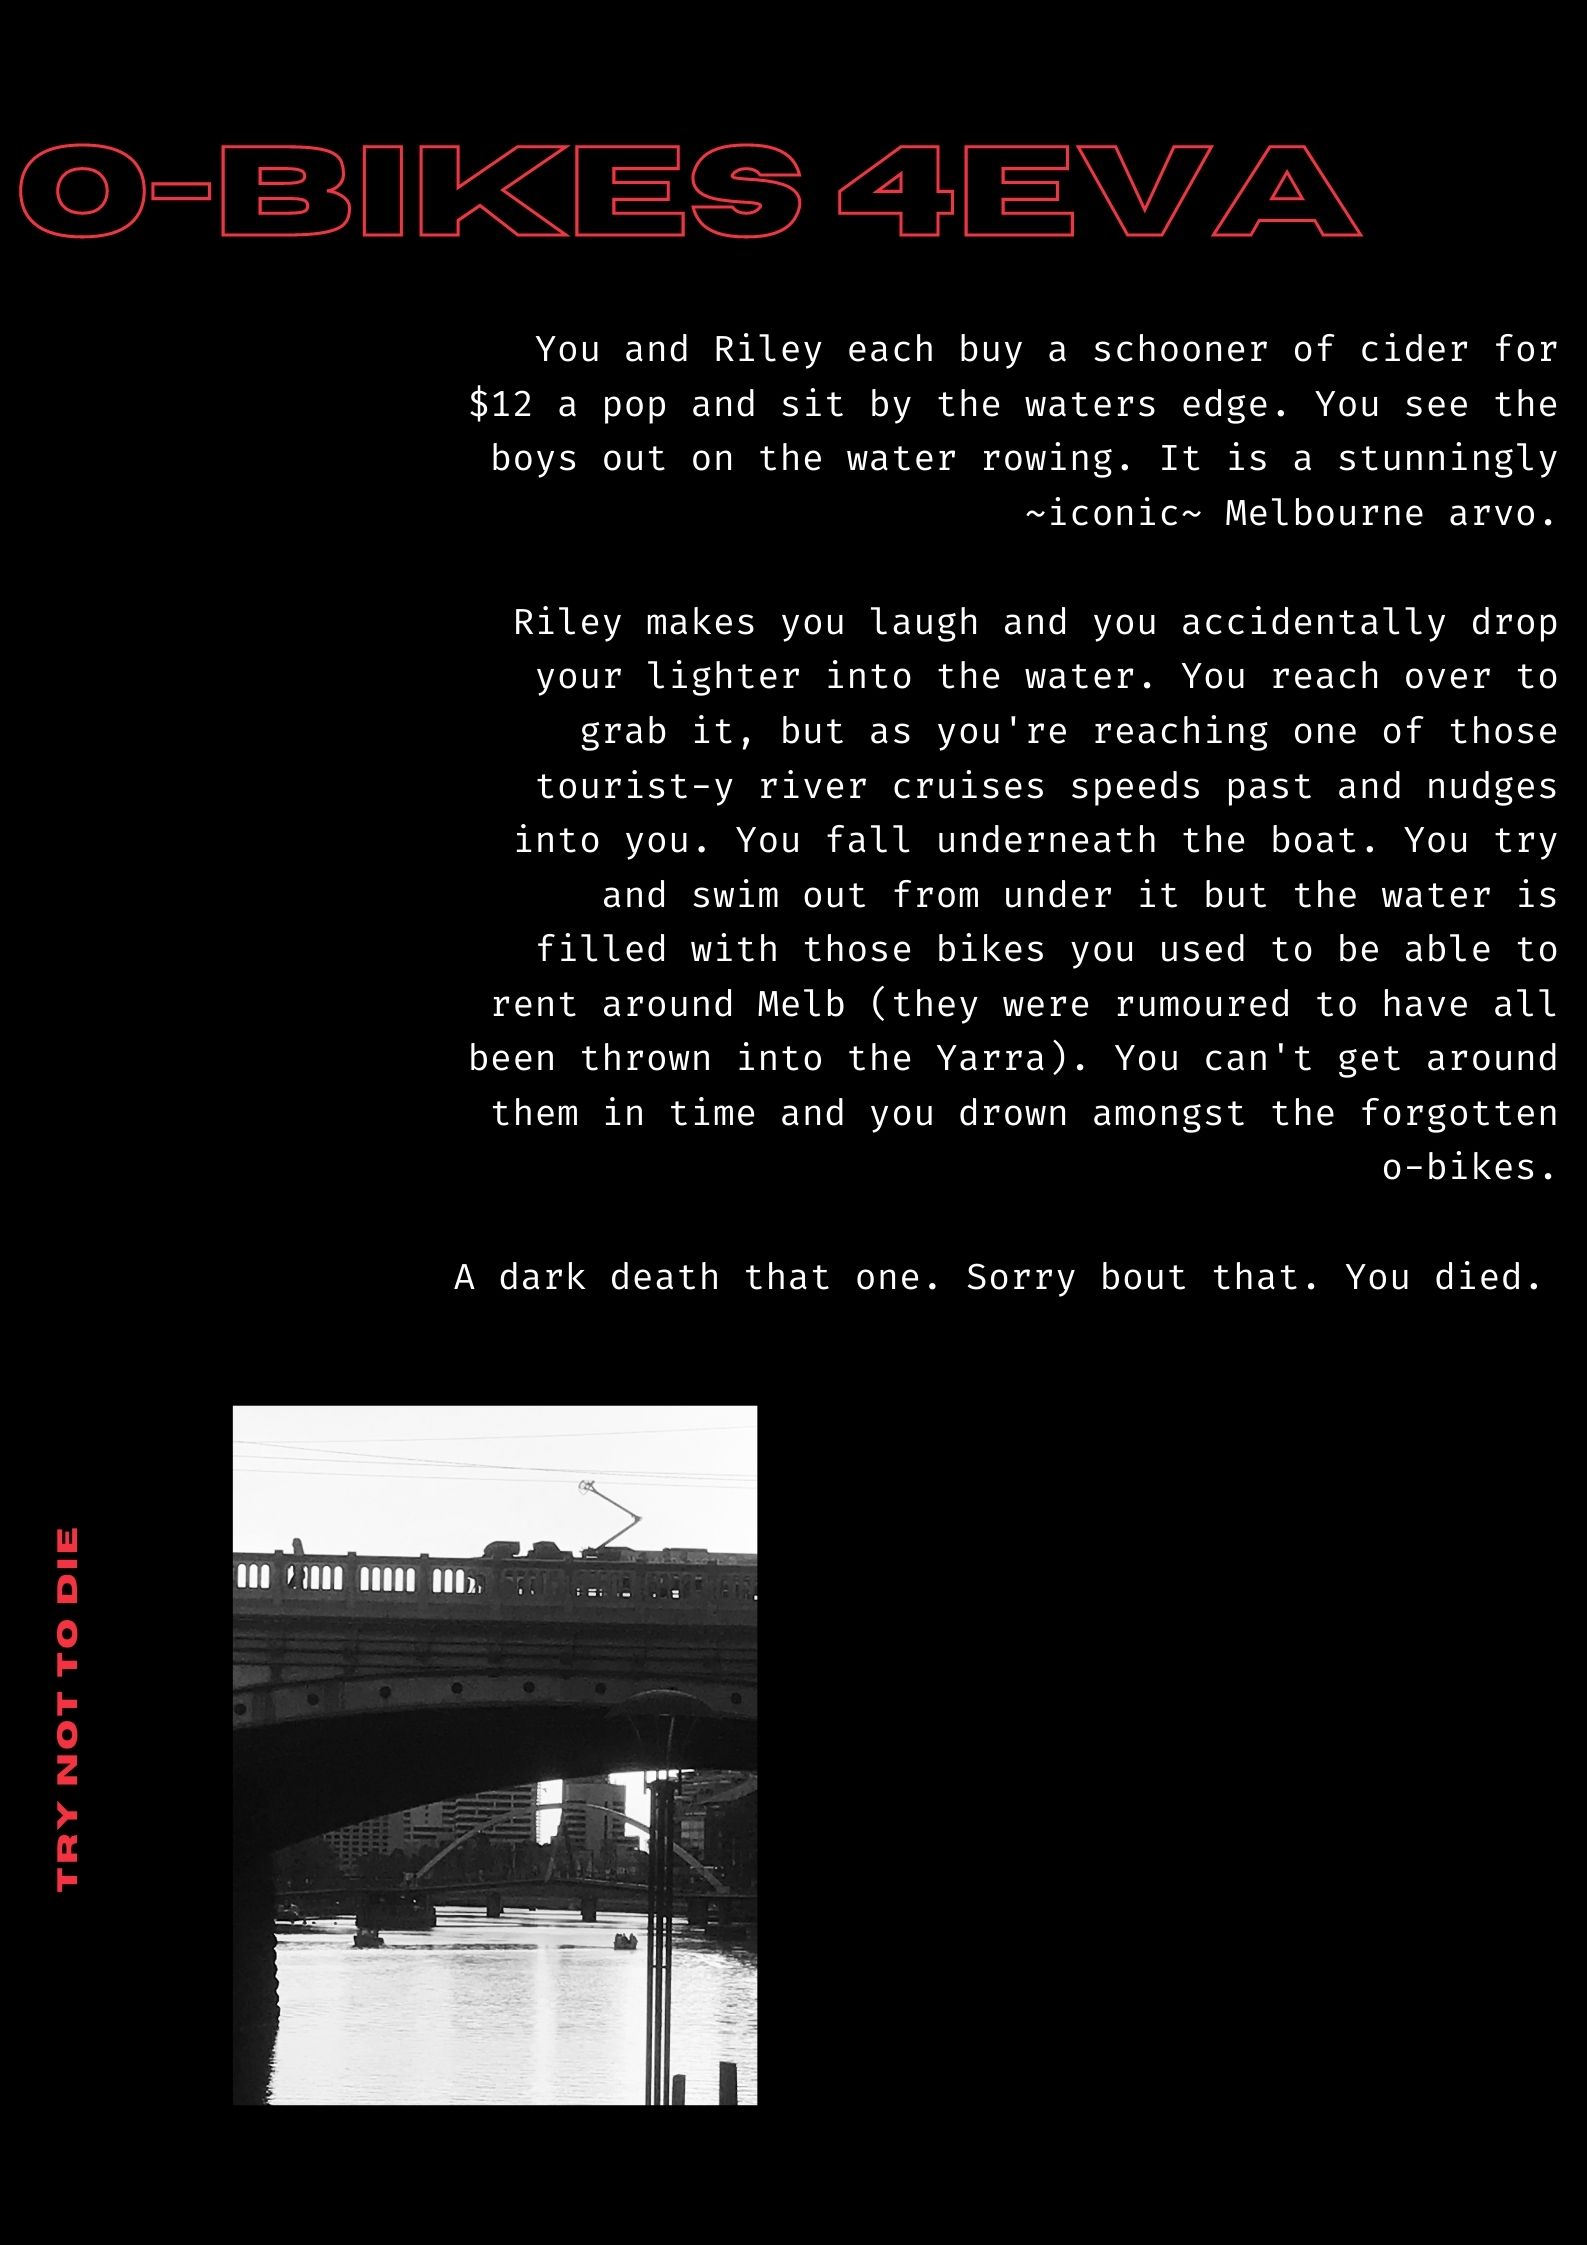 O-BIKES 4EVA
You and Riley each buy a schooner of cider for
$12 a pop and sit by the waters edge. You see the
boys out on the water rowing. It is a stunningly
~iconic~ Melbourne arvo.
Riley makes you laugh and you accidentally drop
your lighter into the water. You reach over to
grab it, but as you're reaching one of those
tourist-y river cruises speeds past and nudges
into you. You fall underneath the boat. You try
and swim out from under it but the water is
filled with those bikes you used to be able to
rent around Melb (they were rumoured to have all
been thrown into the Yarra). You can't get around
them in time and you drown amongst the forgotten
o-bikes.
A dark death that one. Sorry bout that. You died.
TRY NOT TO DIE